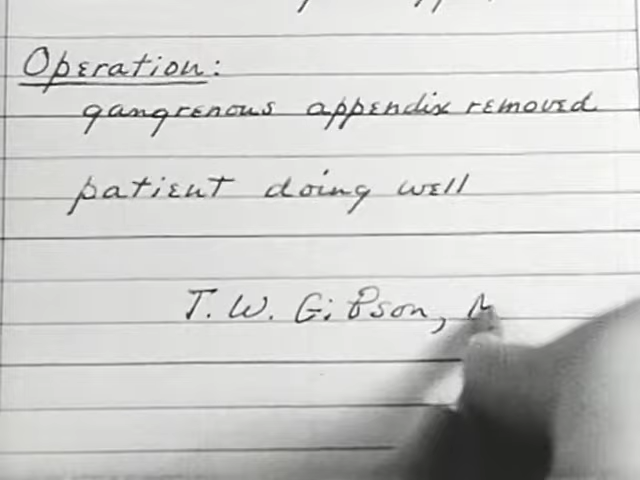 Operation:
gangrenous appendix removed
patient doing well
T. W. Gibson,